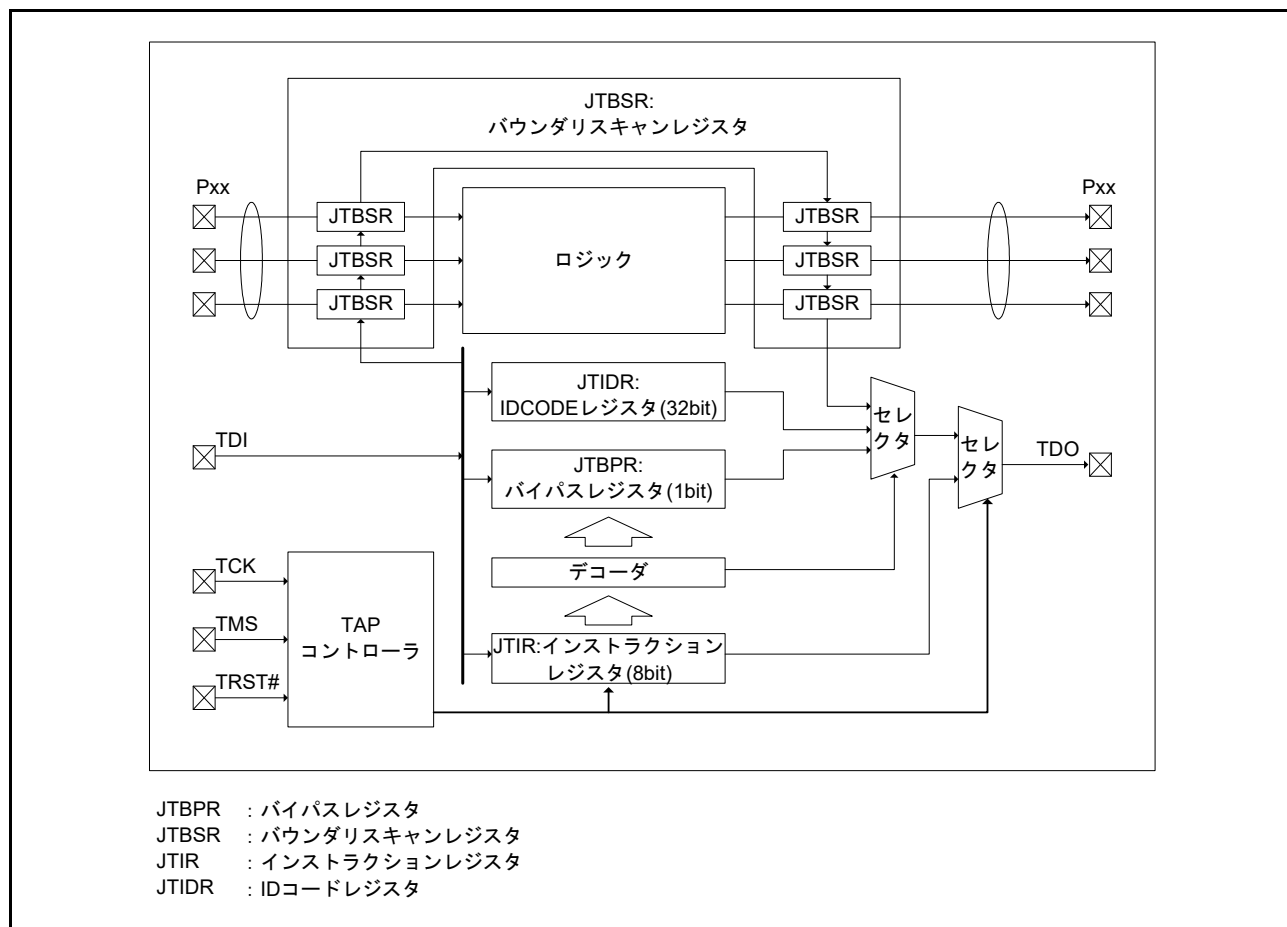 JTBSR:
バウンダリスキャンレジスタ
Pxx
Pxx
JTBSR
JTBSR
JTBSR
ロジック
JTBSR
JTBSR
JTBSR
JTIDR:
IDCODEレジスタ(32bit)
セレ
クタ
セレ
クタ
TDI
TDO
JTBPR:
バイパスレジスタ(1bit)
デコーダ
TCK
TMS
TRST#
TAP
コントローラ
JTIR:インストラクション
レジスタ(8bit)
JTBPR : バイパスレジスタ
JTBSR : バウンダリスキャンレジスタ
JTIR : インストラクションレジスタ
JTIDR : IDコードレジスタ